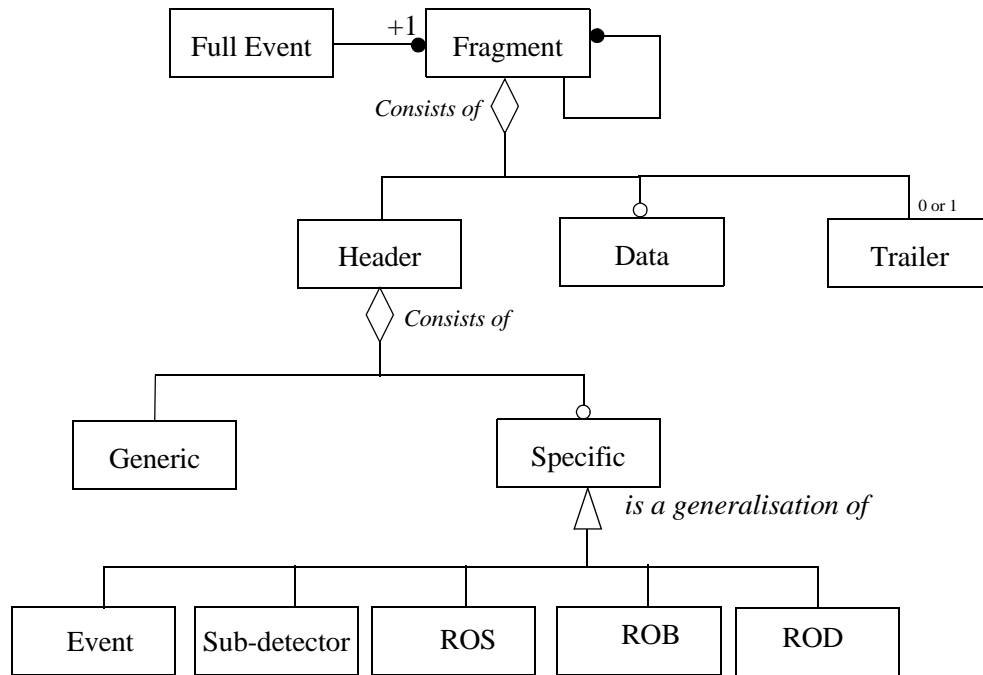 Full Event
+1
Fragment
Consists of
0 or 1
Header
Data
Trailer
Consists of
Generic
Specific
is a generalisation of
Event
Sub-detector
ROS
ROB
ROD